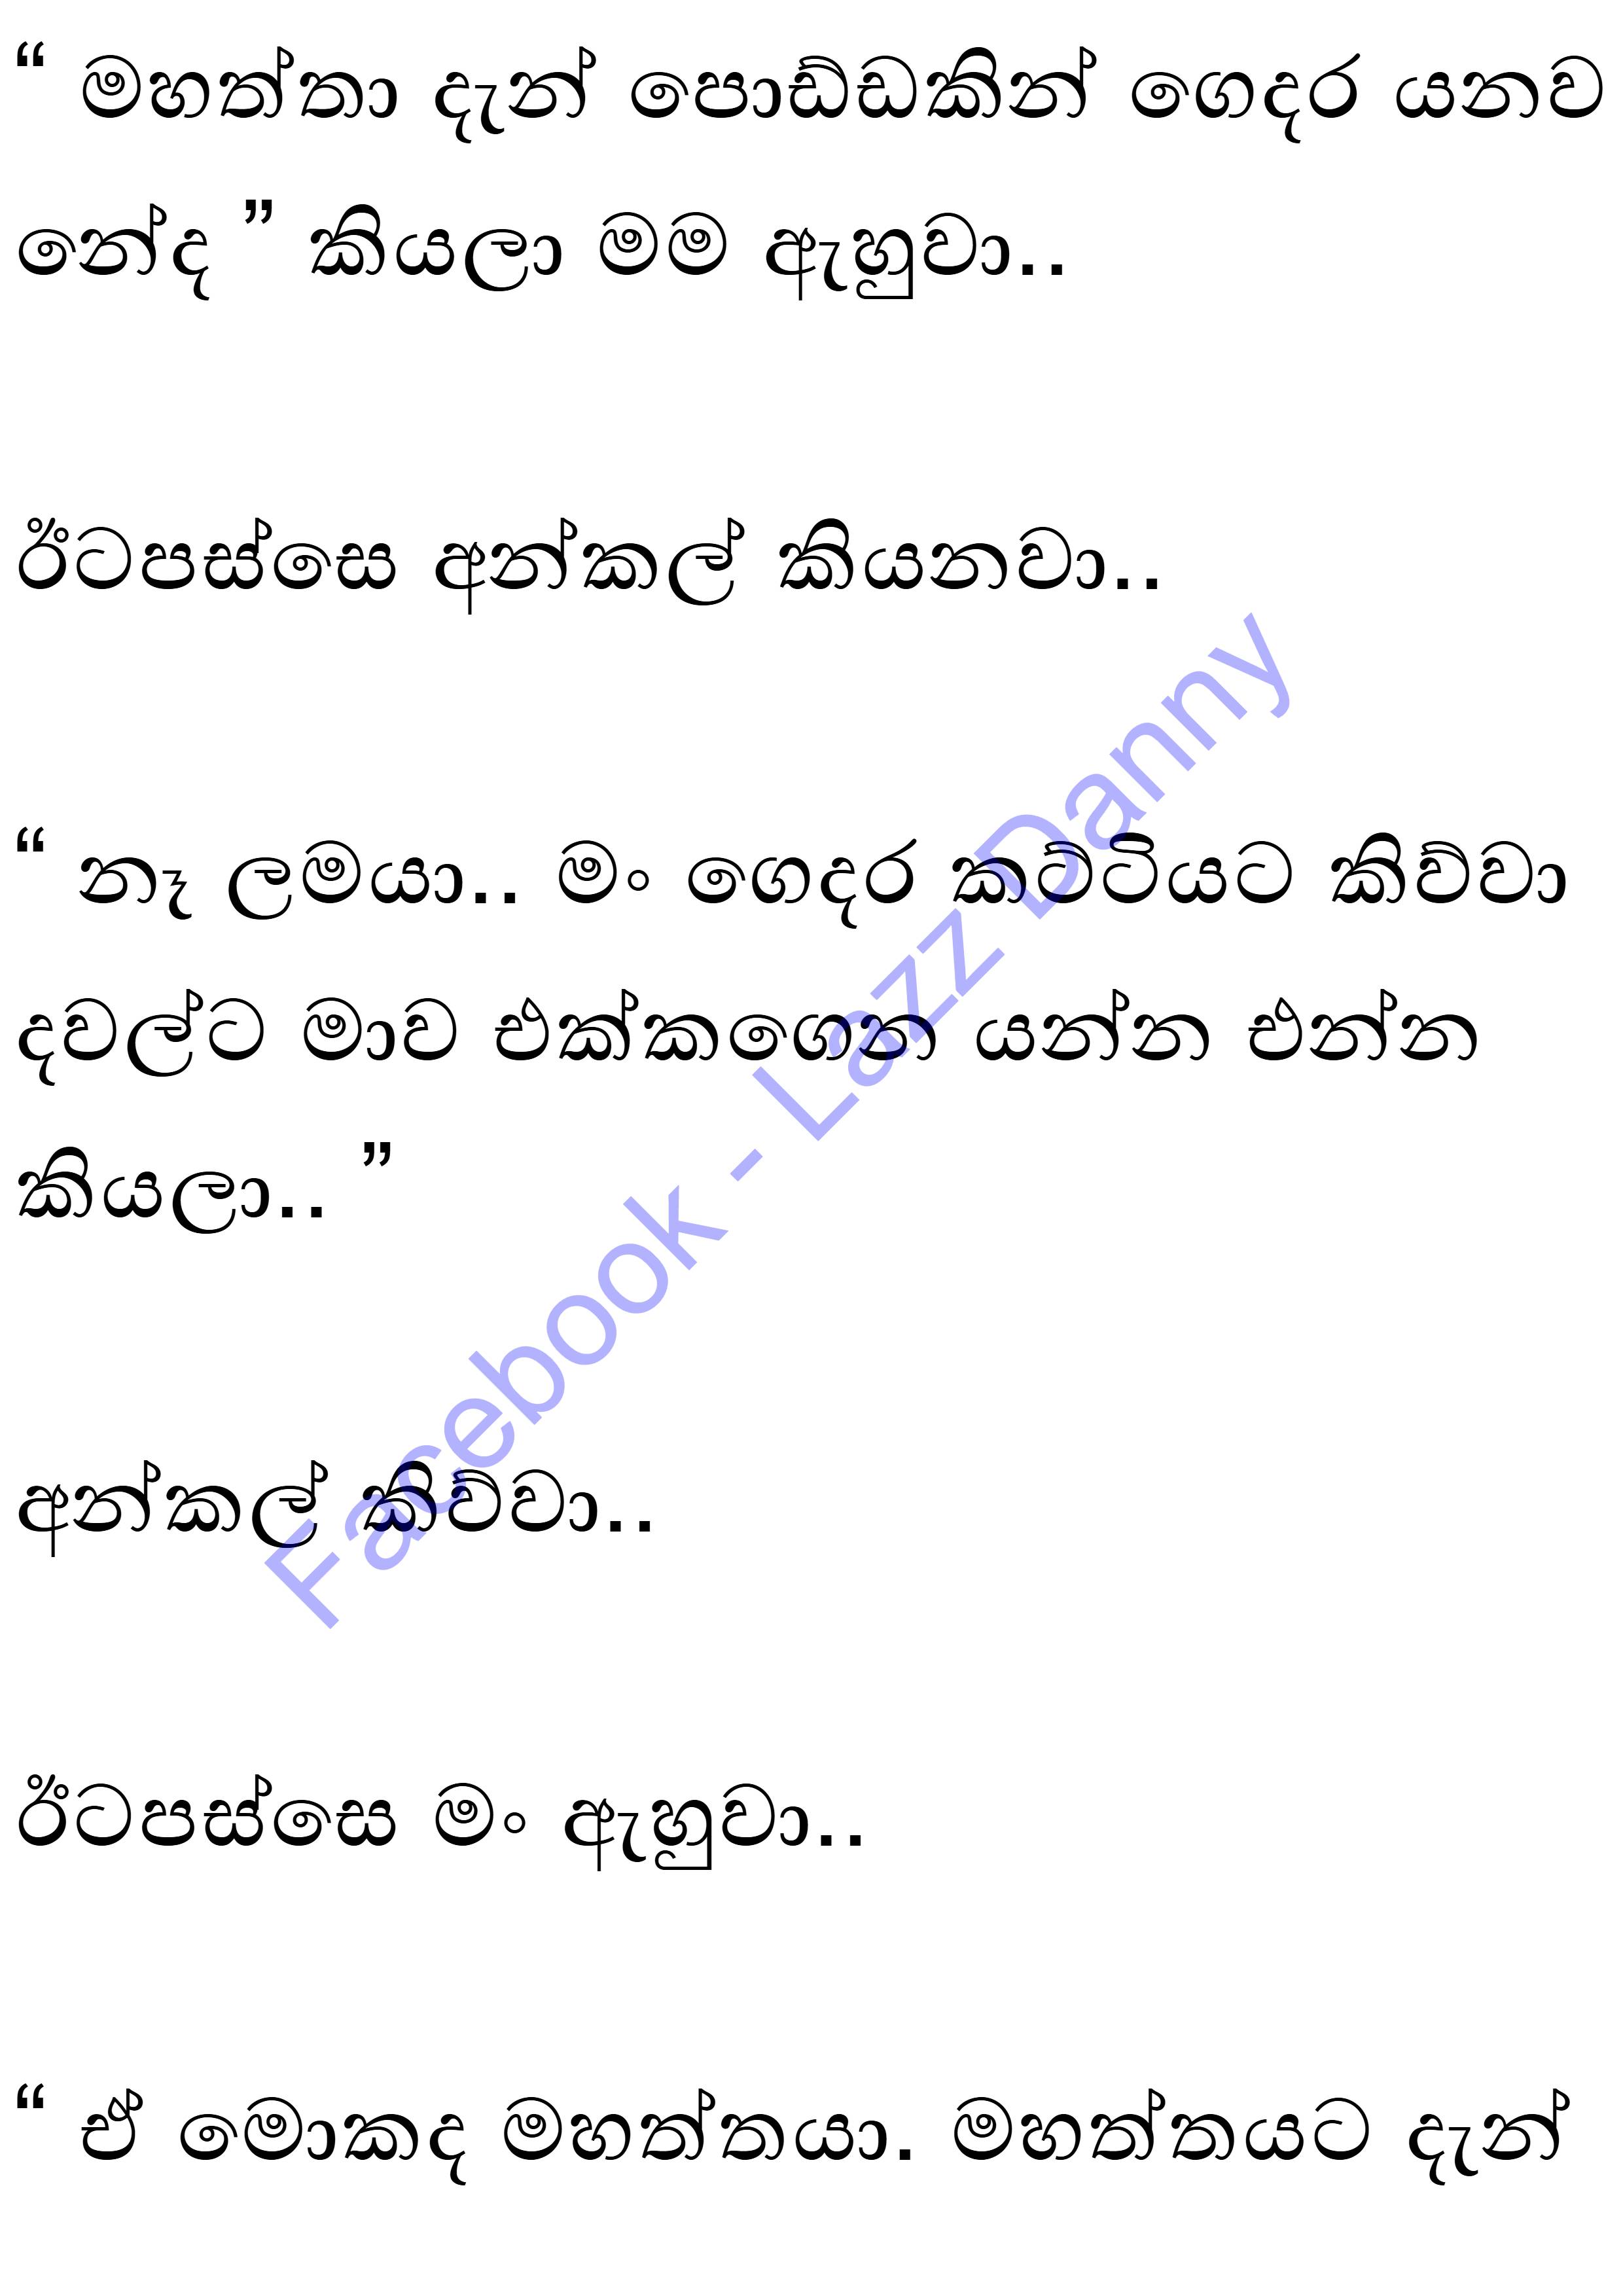 “ මහත්තා දැන් පොඩ්ඩකින් ගෙදර යනව
නේද ” කියලා මම ඇහුවා..
ඊටපස්සෙ අන්කල් කියනවා..
“ නෑ ලමයා.. මං ගෙදර කට්ටියට කිව්වා
දවල්ට මාව එක්කගෙන යන්න එන්න
කියලා.. ”
අන්කල් කිව්වා..
ඊටපස්සෙ මං ඇහුවා..
“ ඒ මොකද මහත්තයා. මහත්තයට දැන්
Facebook - Lazz Danny